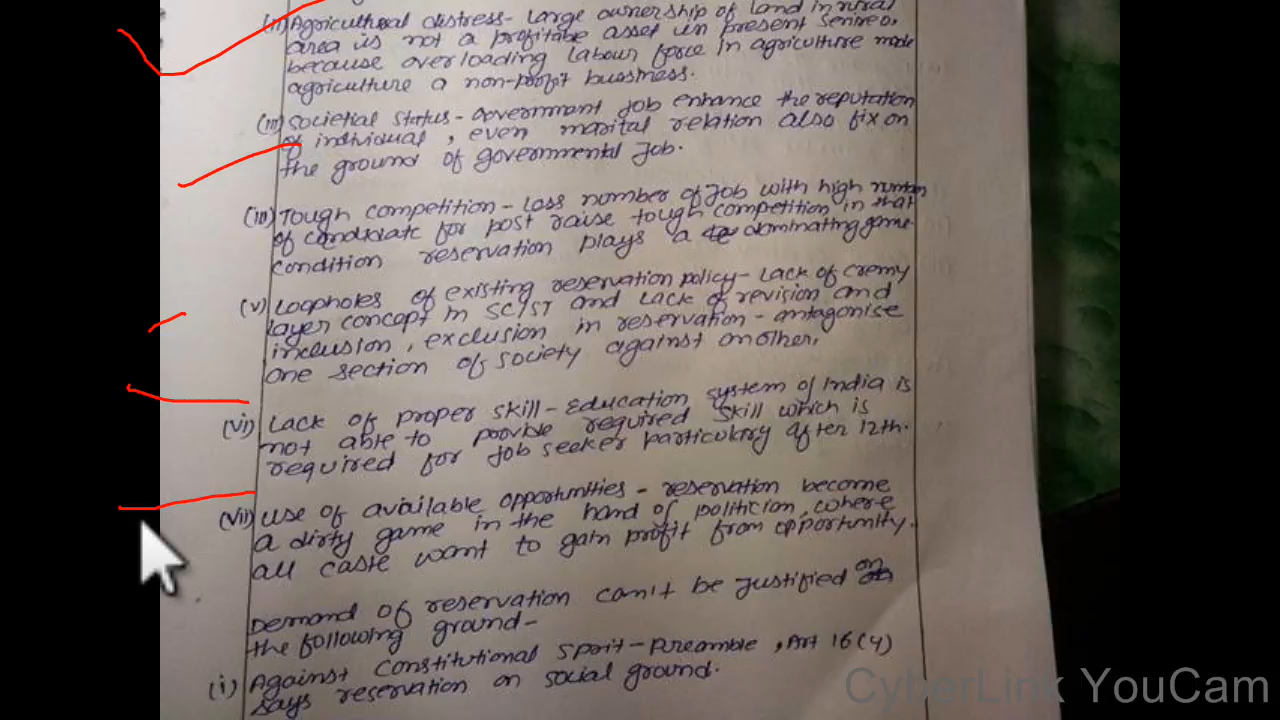 (ii) Agricultural distress- Large ownership of land in rural
area is not a profitabe asset in present
because overloading labour force in agriculture made
agriculture a non-profit bussiness.
(iii) Societial status- Government job enhance the reputation
of individual, even marital relation also fix on
the ground of governmental job.
(iii) Tough competition- Less number of job with high number
of candidate for post raise tough competition in that
condition reservation plays a dominating game.
(v) Loopholes of existing reservation policy- Lack of cremy
layer concept in SC/ST and lack of revision and
inclusion, exclusion in reservation- antagonise
one section of society against another.
(vi) Lack of proper skill- Education system of India is
not able to provide required skill which is
required for job seeker particulary after 12th.
(vii) Use of available opportunities- reservation become
a dirty game in the hand of politicion, where
all caste want to gain profit from opportunity.
Demand of reservation can't be justified on
the following ground-
(i) Against constitutional sprit- Preamble, Art 16(4)
says reservation on social ground.
CyberLink YouCam